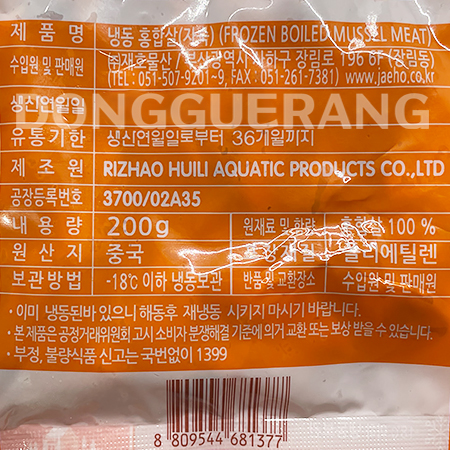 제 품 명 냉동 홍합살(자숙) (FROZEN BOILED MUSSEL MEAT)
수입원 및 판매원 ㈜재호물산 / 부산광역시 사하구 장림로 196 6F (장림동)
(TEL : 051-507-9201~9, FAX : 051-261-7381) www.jaeho.co.kr
생산연월일
DONGGUERANG
유통기한 생산연월일로부터 36개월까지
제 조 원 RIZHAO HUILI AQUATIC PRODUCTS CO.,LTD
공장등록번호 3700/02A35
내 용 량 200g 원재료 및 함량 홍합살 100 %
원 산 지 중국 폴리에틸렌
보관방법 -18℃ 이하 냉동보관 반품 및 교환장소 수입원 및 판매원
• 이미 냉동된바 있으니 해동후 재냉동 시키지 마시기 바랍니다.
• 본 제품은 공정거래위원회 고시 소비자 분쟁해결 기준에 의거 교환 또는 보상 받을 수 있습니다.
• 부정, 불량식품 신고는 국번없이 1399
8 809544 681377